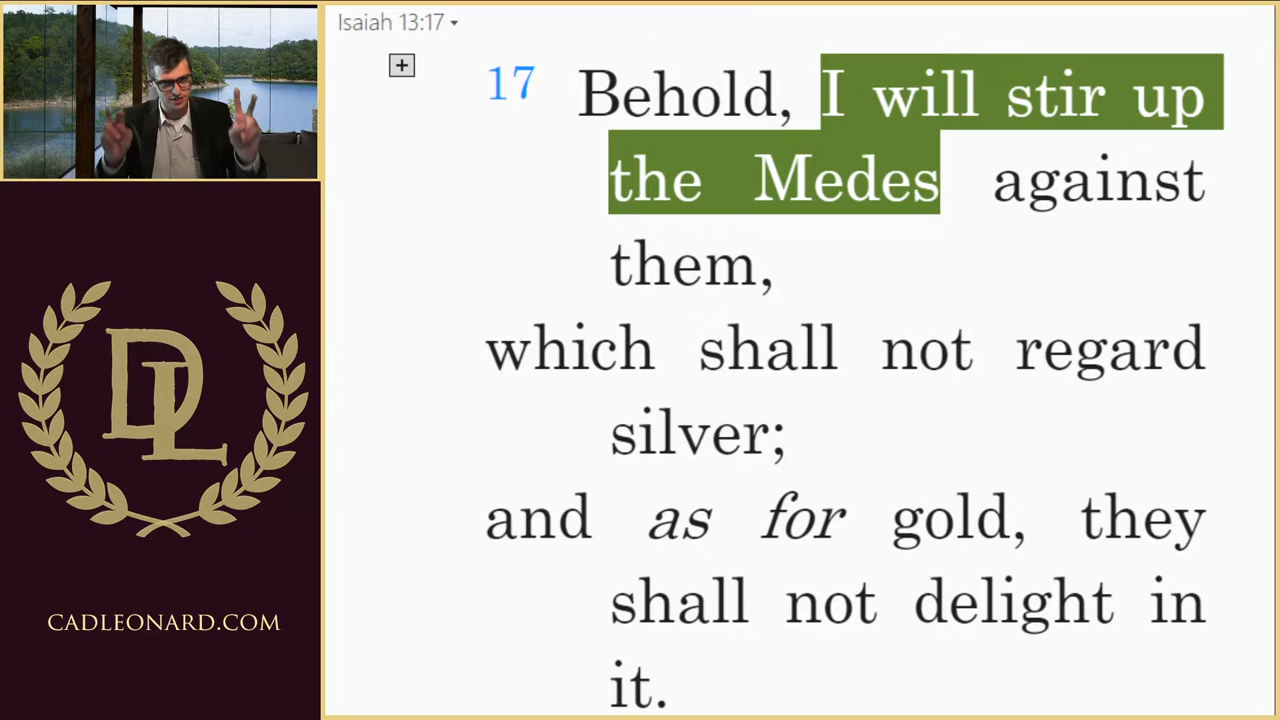 Isaiah 13:17
+
17 Behold, I will stir up
the Medes against
them,
which shall not regard
silver;
and as for gold, they
shall not delight in
it.
DL
CADLEONARD.COM